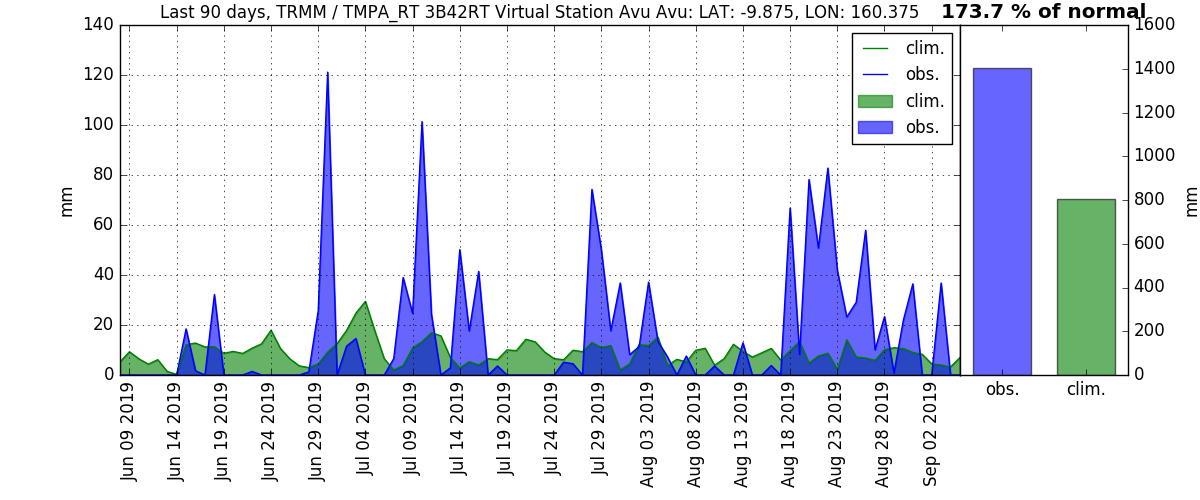 Last 90 days, TRMM / TMPA_RT 3B42RT Virtual Station Avu Avu: LAT: -9.875, LON: 160.375
173.7 % of normal
140
120
100
80
60
40
20
0
mm
clim.
obs.
clim.
obs.
1600
1400
1200
1000
800
600
400
200
0
mm
Jun 09 2019
Jun 14 2019
Jun 19 2019
Jun 24 2019
Jun 29 2019
Jul 04 2019
Jul 09 2019
Jul 14 2019
Jul 19 2019
Jul 24 2019
Jul 29 2019
Aug 03 2019
Aug 08 2019
Aug 13 2019
Aug 18 2019
Aug 23 2019
Aug 28 2019
Sep 02 2019
obs.
clim.